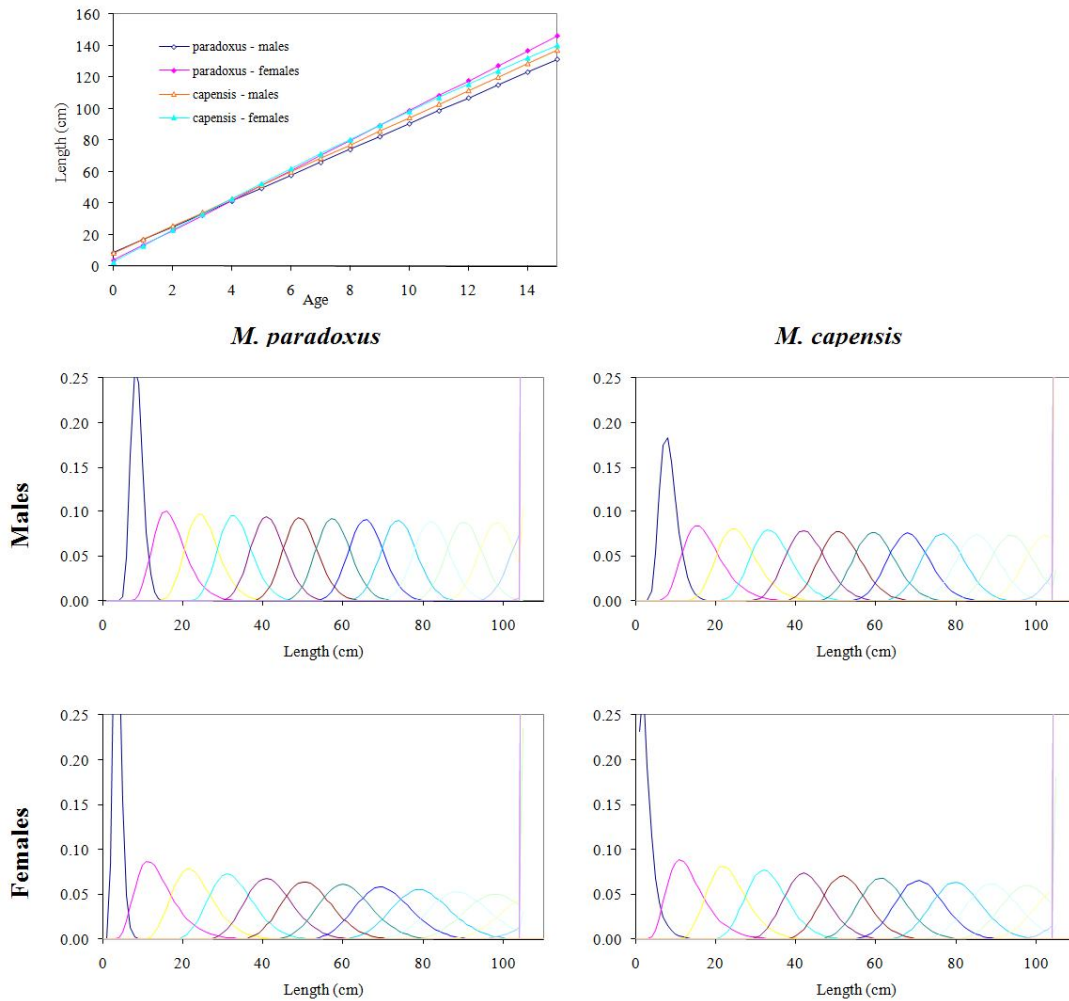 160
140
120
100
80
60
40
20
0
Length (cm)
paradoxus - males
paradoxus - females
capensis - males
capensis - females
0 2 4 6 8 10 12 14
Age
M. paradoxus M. capensis
Males
0.25
0.20
0.15
0.10
0.05
0.00
0 20 40 60 80 100
Length (cm)
0.25
0.20
0.15
0.10
0.05
0.00
0 20 40 60 80 100
Length (cm)
Females
0.25
0.20
0.15
0.10
0.05
0.00
0 20 40 60 80 100
Length (cm)
0.25
0.20
0.15
0.10
0.05
0.00
0 20 40 60 80 100
Length (cm)